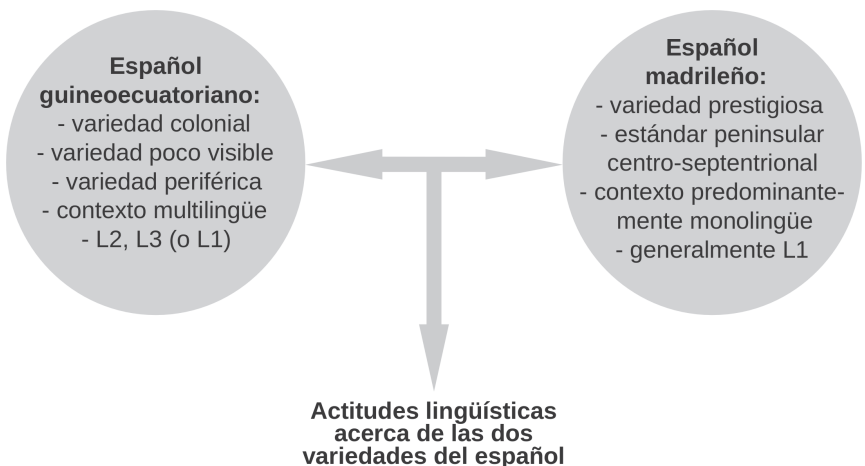 Español
guineoecuatoriano:
- variedad colonial
- variedad poco visible
- variedad periférica
- contexto multilingüe
- L2, L3 (o L1)
Español
madrileño:
- variedad prestigiosa
- estándar peninsular
centro-septentrional
- contexto predominante-
mente monolingüe
- generalmente L1
Actitudes lingüísticas
acerca de las dos
variedades del español